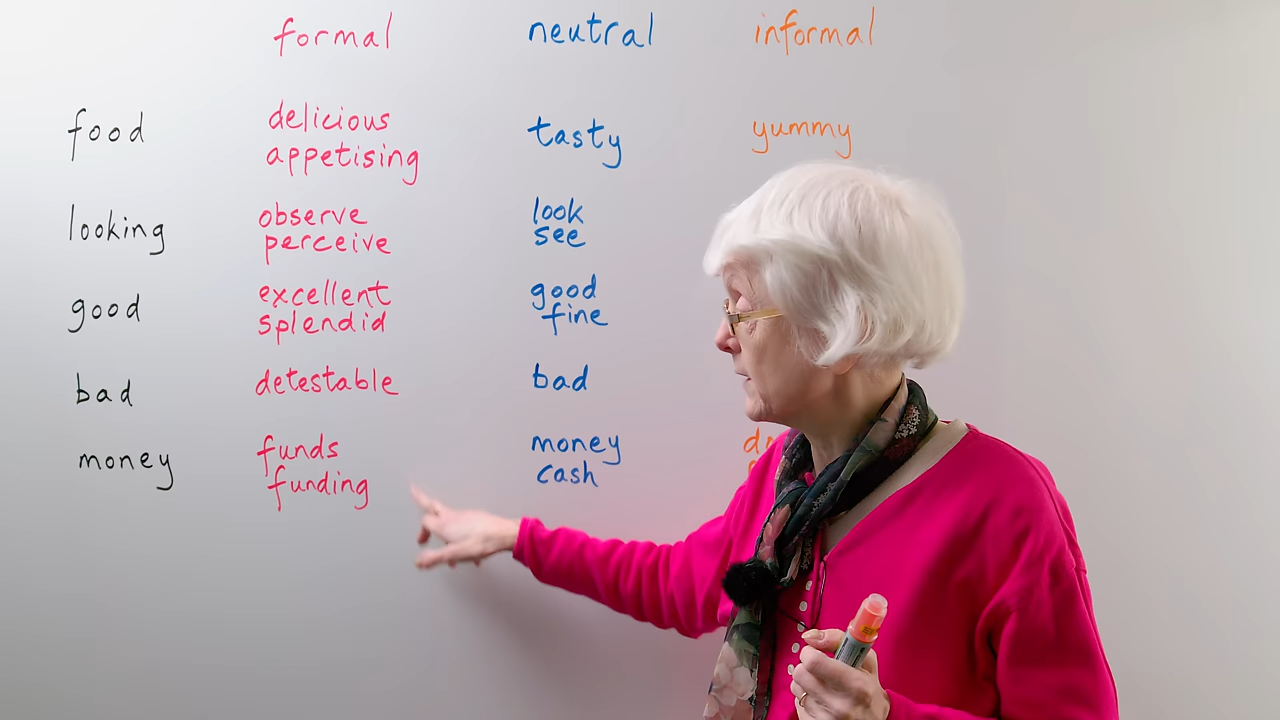 formal neutral informal
food delicious tasty yummy
appetising
looking observe look
perceive see
good excellent good
splendid fine
bad detestable bad
money funds money
funding cash